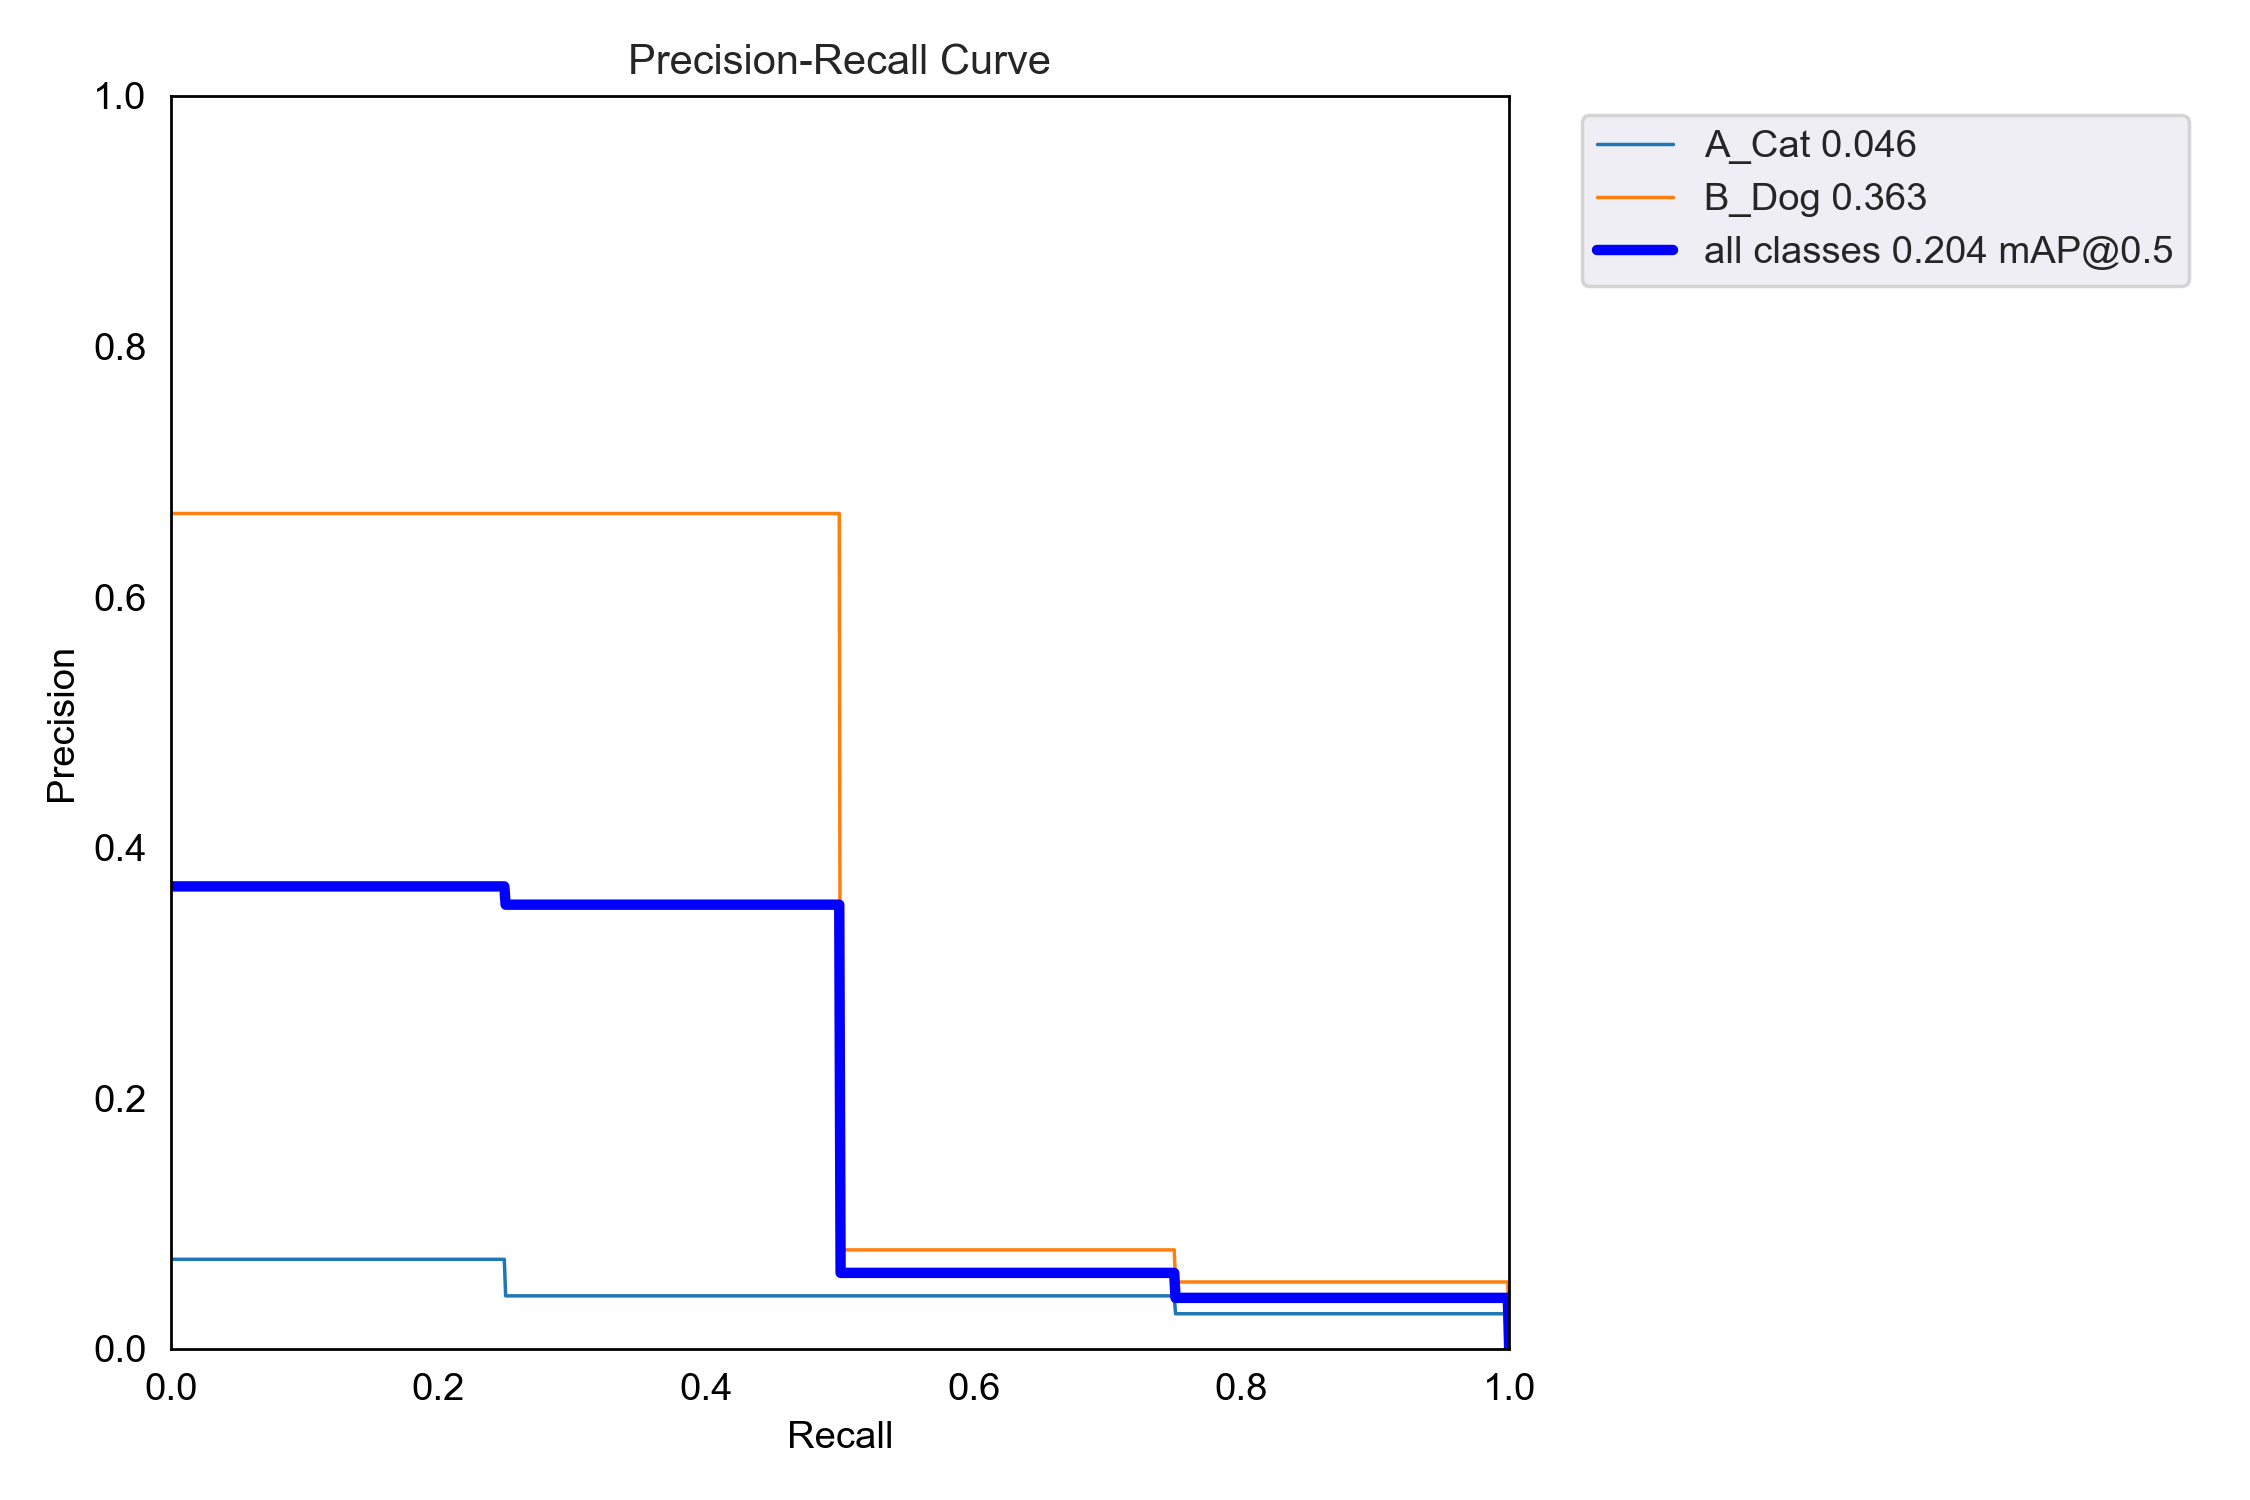 Precision-Recall Curve
1.0
0.8
0.6
0.4
0.2
0.0
Precision
0.0 0.2 0.4 0.6 0.8 1.0
Recall
A_Cat 0.046
B_Dog 0.363
all classes 0.204 mAP@0.5